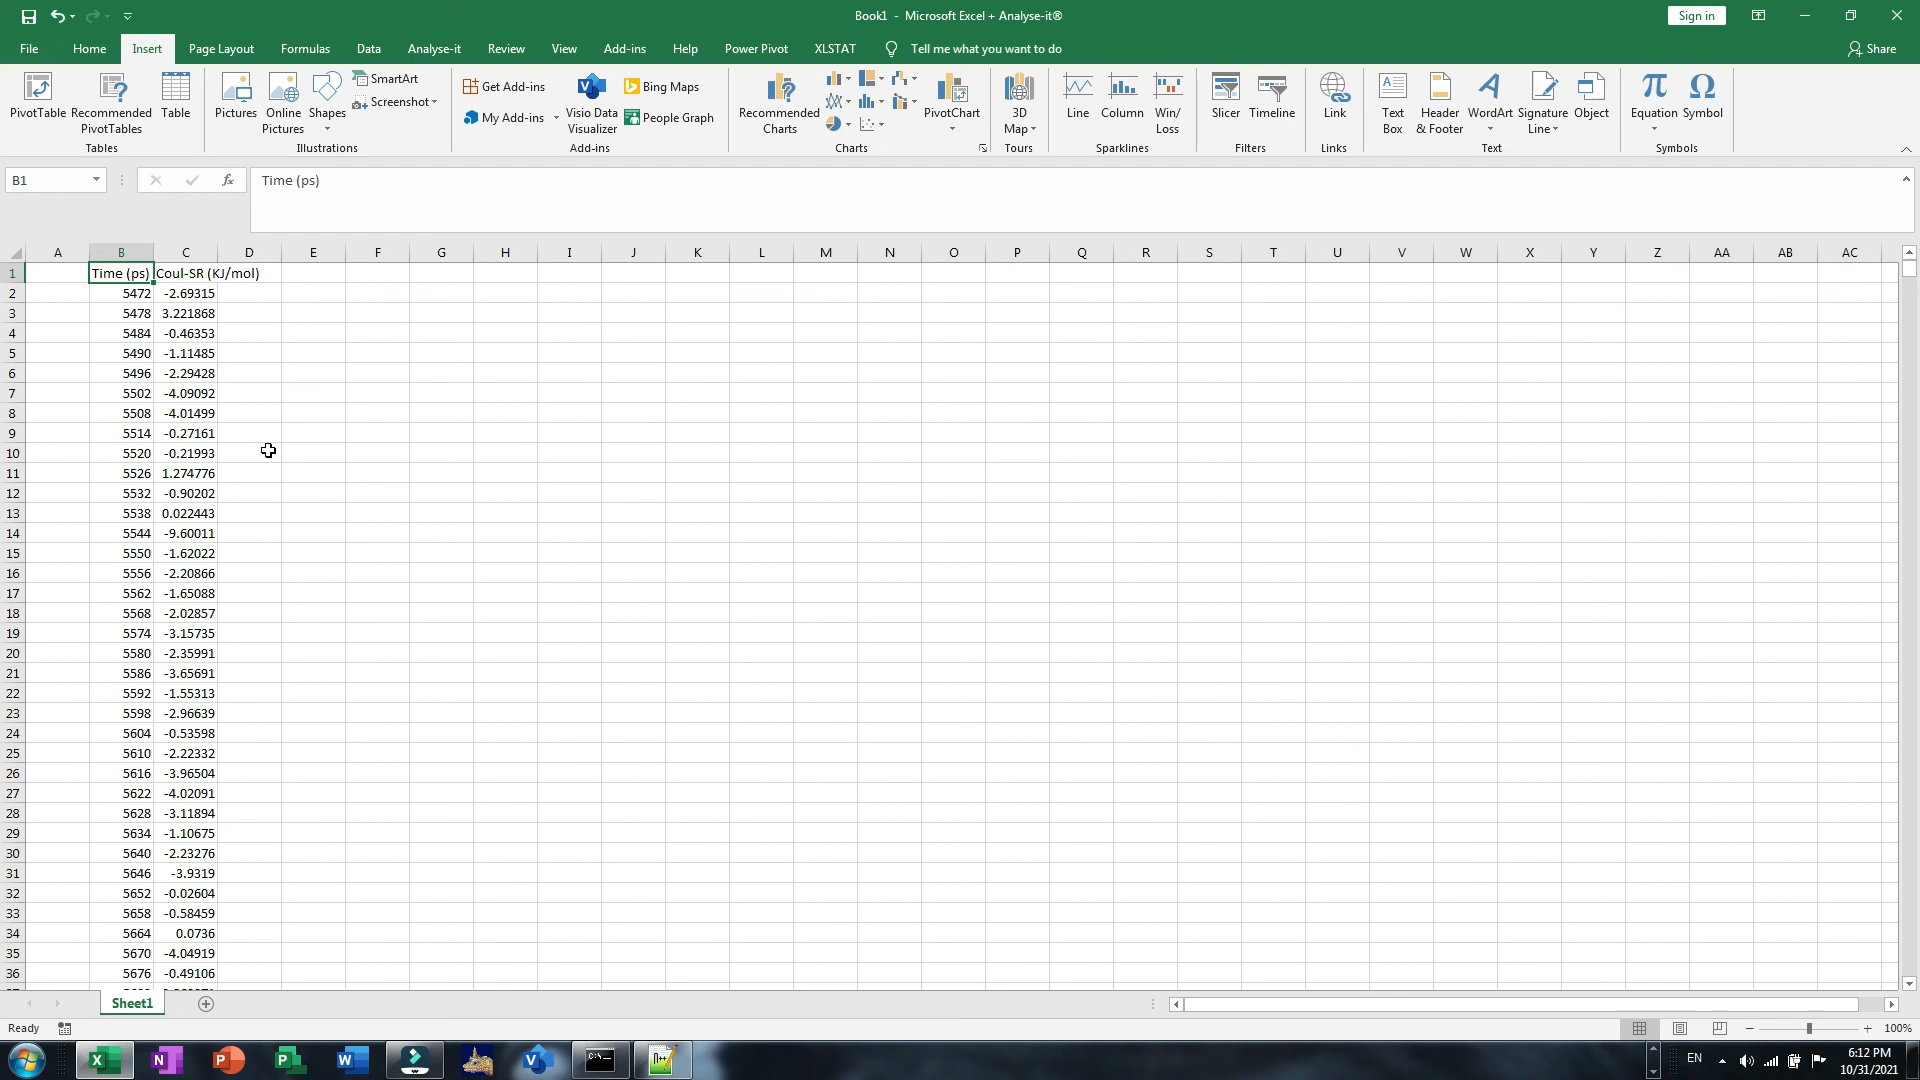 Book1 - Microsoft Excel + Analyse-it®
Sign in
File Home Insert Page Layout Formulas Data Analyse-it Review View Add-ins Help Power Pivot XLSTAT Tell me what you want to do Share
PivotTable
Recommended PivotTables
Table
Tables
Pictures
Online Pictures
Shapes
SmartArt
Screenshot
Illustrations
Get Add-ins
My Add-ins
Visio Data Visualizer
Bing Maps
People Graph
Add-ins
Recommended Charts
PivotChart
Charts
3D Map
Tours
Line
Column
Win/ Loss
Sparklines
Slicer
Timeline
Filters
Link
Links
Text Box
Header & Footer
WordArt
Signature Line
Object
Text
Equation
Symbol
Symbols
B1 fx Time (ps)
A B C D E F G H I J K L M N O P Q R S T U V W X Y Z AA AB AC
1 Time (ps) Coul-SR (KJ/mol)
2 5472 -2.69315
3 5478 3.221868
4 5484 -0.46353
5 5490 -1.11485
6 5496 -2.29428
7 5502 -4.09092
8 5508 -4.01499
9 5514 -0.27161
10 5520 -0.21993
11 5526 1.274776
12 5532 -0.90202
13 5538 0.022443
14 5544 -9.60011
15 5550 -1.62022
16 5556 -2.20866
17 5562 -1.65088
18 5568 -2.02857
19 5574 -3.15735
20 5580 -2.35991
21 5586 -3.65691
22 5592 -1.55313
23 5598 -2.96639
24 5604 -0.53598
25 5610 -2.22332
26 5616 -3.96504
27 5622 -4.02091
28 5628 -3.11894
29 5634 -1.10675
30 5640 -2.23276
31 5646 -3.9319
32 5652 -0.02604
33 5658 -0.58459
34 5664 0.0736
35 5670 -4.04919
36 5676 -0.49106
Sheet1
Ready
100%
EN
6:12 PM
10/31/2021